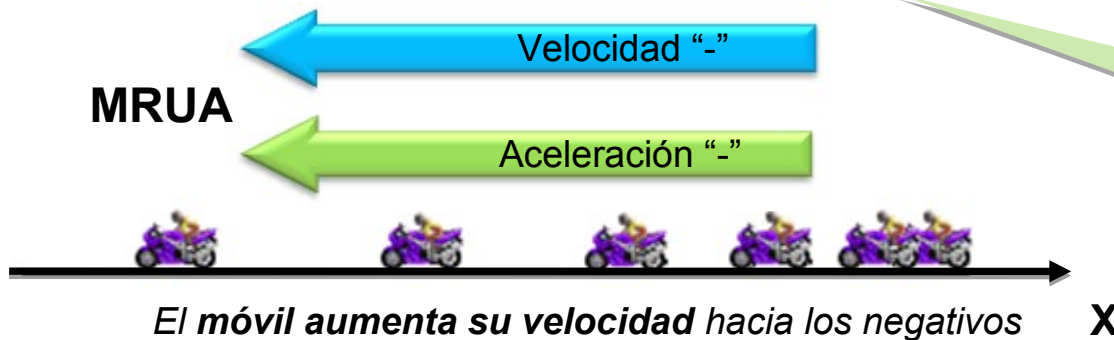 Velocidad “-”
MRUA
Aceleración “-”
El móvil aumenta su velocidad hacia los negativos
X